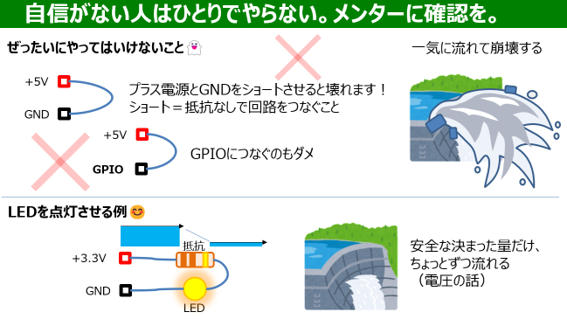 自信がない人はひとりでやらない。メンターに確認を。
ぜったいにやってはいけないこと👻
一気に流れて崩壊する
+5V
GND
プラス電源とGNDをショートさせると壊れます！
ショート＝抵抗なしで回路をつなぐこと
+5V
GPIO
GPIOにつなぐのもダメ
LEDを点灯させる例😊
抵抗
+3.3V
GND
LED
安全な決まった量だけ、
ちょっとずつ流れる
（電圧の話）